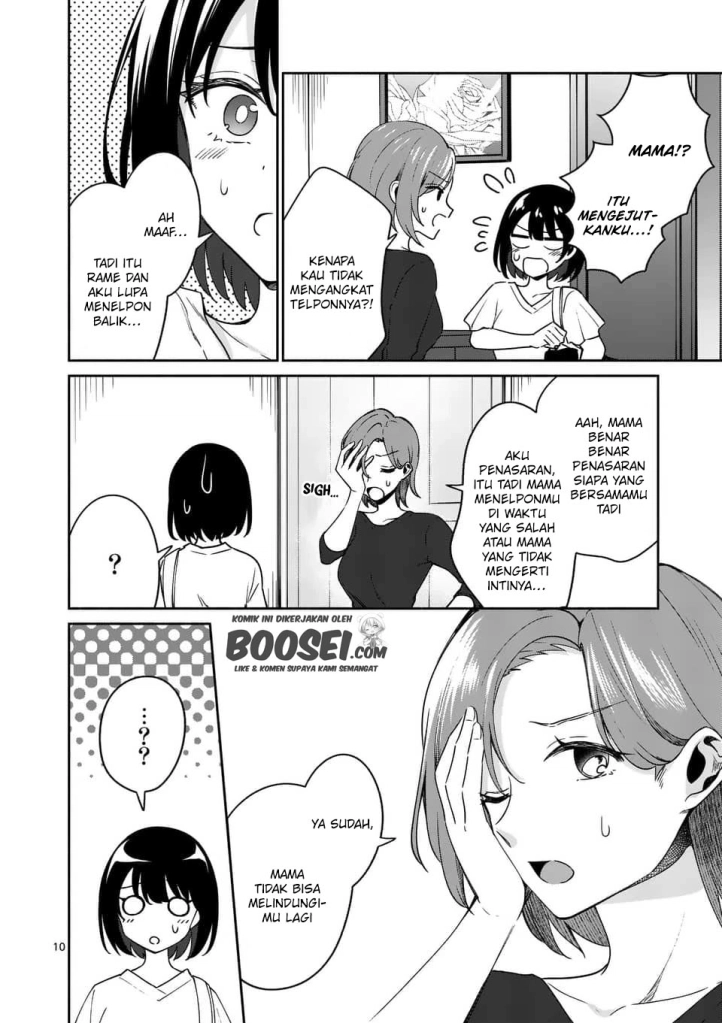 MAMA!?
ITU
MENGEJUT-
KANKU...!
KENAPA
KAU TIDAK
MENGANGKAT
TELPONNYA?!
AH
MAAF...
TADI ITU
RAME DAN
AKU LUPA
MENELPON
BALIK...
AAH, MAMA
BENAR
BENAR
PENASARAN
SIAPA YANG
BERSAMAMU
TADI
AKU
PENASARAN,
ITU TADI MAMA
MENELPONMU
DI WAKTU
YANG SALAH
ATAU MAMA
YANG TIDAK
MENGERTI
INTINYA...
SIGH...
?
KOMIK INI DIKERJAKAN OLEH
BOOSEI.COM
LIKE & KOMEN SUPAYA KAMI SEMANGAT
YA SUDAH,
MAMA
TIDAK BISA
MELINDUNGI-
MU LAGI
...??
10